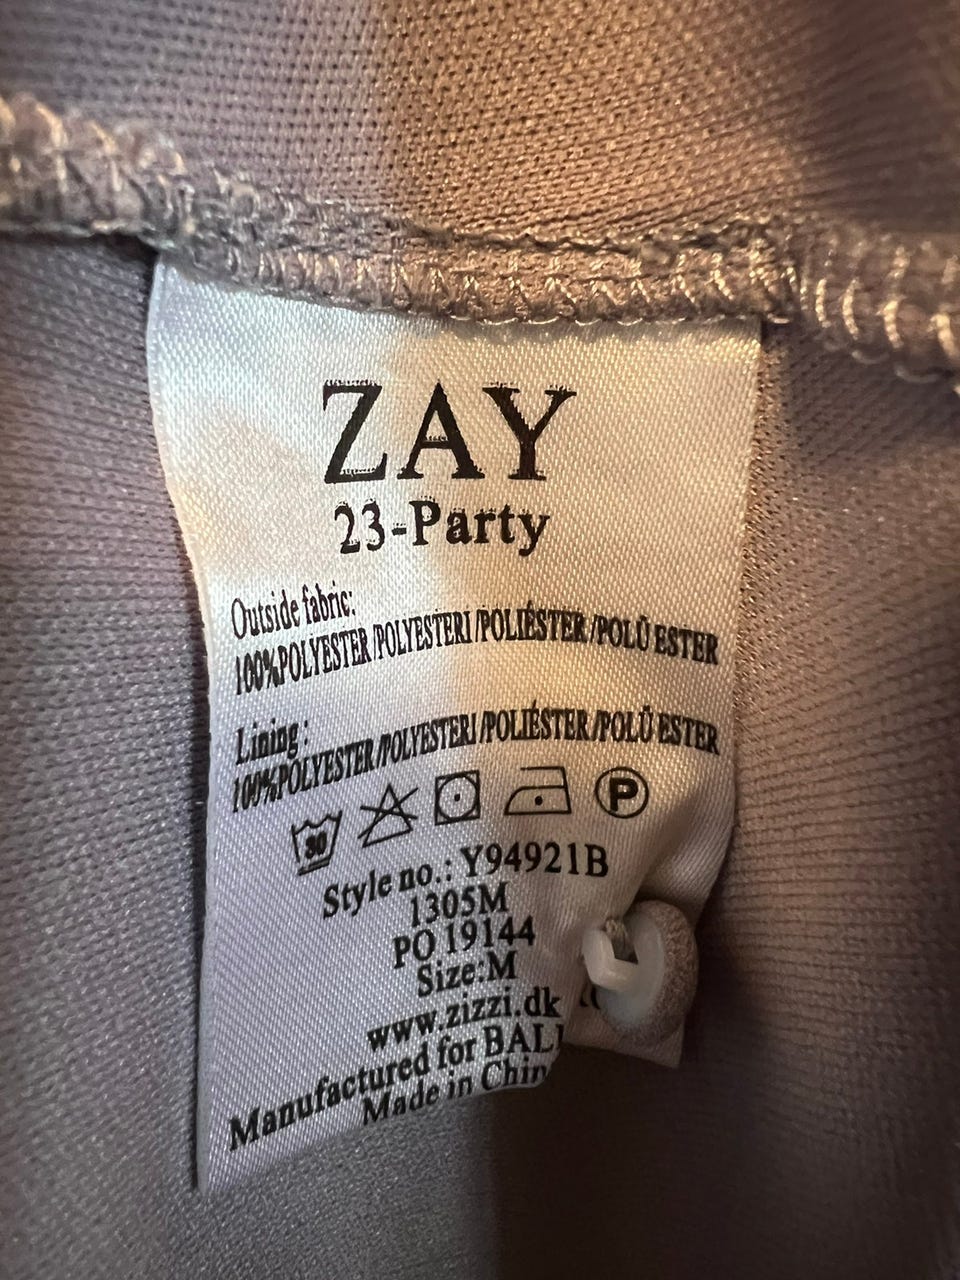 ZAY
23-Party
Outside fabric:
100%POLYESTER/POLYESTERI/POLIÉSTER/POLÜ ESTER
Lining:
100%POLYESTER/POLYESTERI/POLIÉSTER/POLÜ ESTER
30 P
Style no.: Y94921B
1305M
PO 19144
Size:M
www.zizzi.dk
Manufactured for
Made in